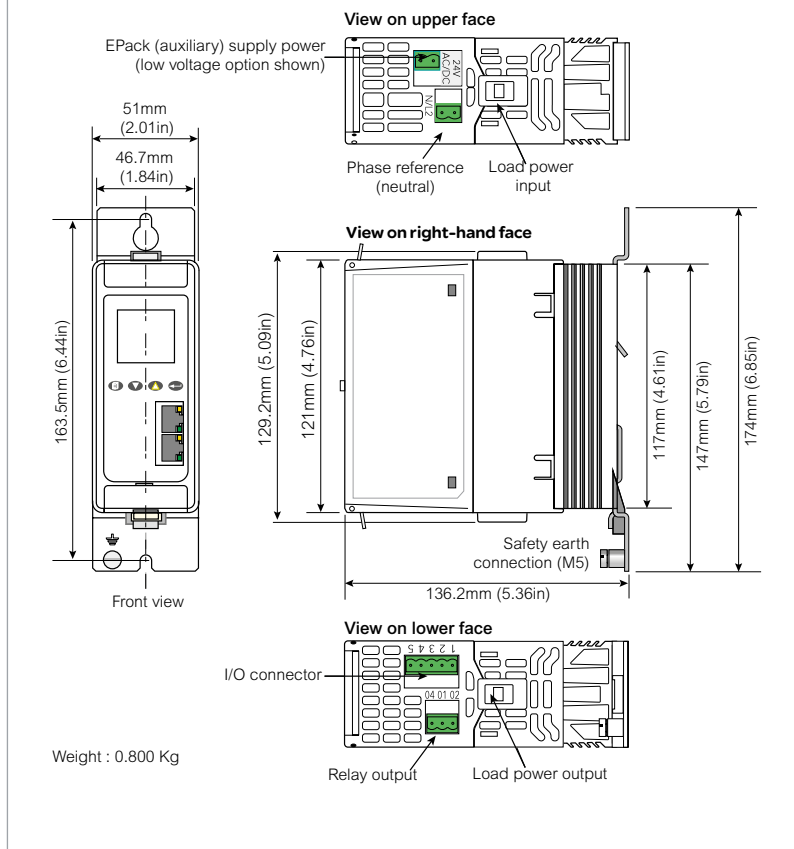 View on upper face
EPack (auxiliary) supply power
(low voltage option shown)
24V
AC/DC
N/L2
51mm
(2.01in)
46.7mm
(1.84in)
Phase reference
(neutral)
Load power
input
View on right-hand face
163.5mm (6.44in)
129.2mm (5.09in)
121mm (4.76in)
117mm (4.61in)
147mm (5.79in)
174mm (6.85in)
Safety earth
connection (M5)
136.2mm (5.36in)
Front view
View on lower face
5 4 3 2 1
I/O connector
04 01 02
Weight : 0.800 Kg
Relay output
Load power output